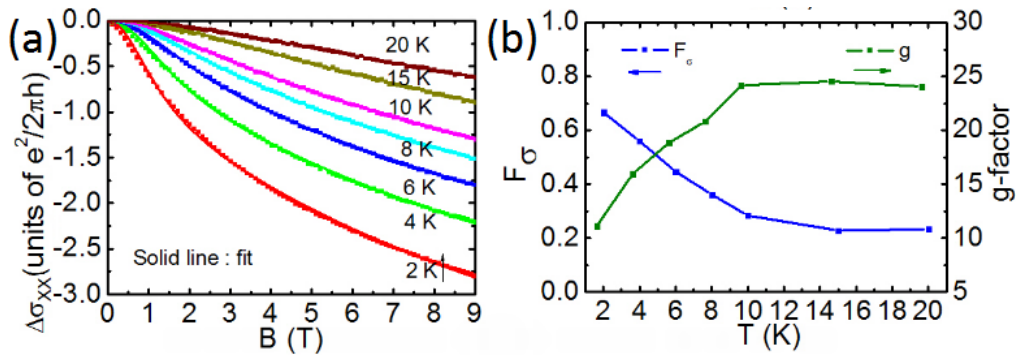 (a)
0.0
-0.5
-1.0
-1.5
-2.0
-2.5
-3.0
Δσxx(units of e²/2πh)
20 K
15 K
10 K
8 K
6 K
4 K
2 K
Solid line : fit
0 1 2 3 4 5 6 7 8 9
B (T)
(b)
Fσ
g
1.0
0.8
0.6
0.4
0.2
0.0
Fσ
30
25
20
15
10
5
g-factor
2 4 6 8 10 12 14 16 18 20
T (K)